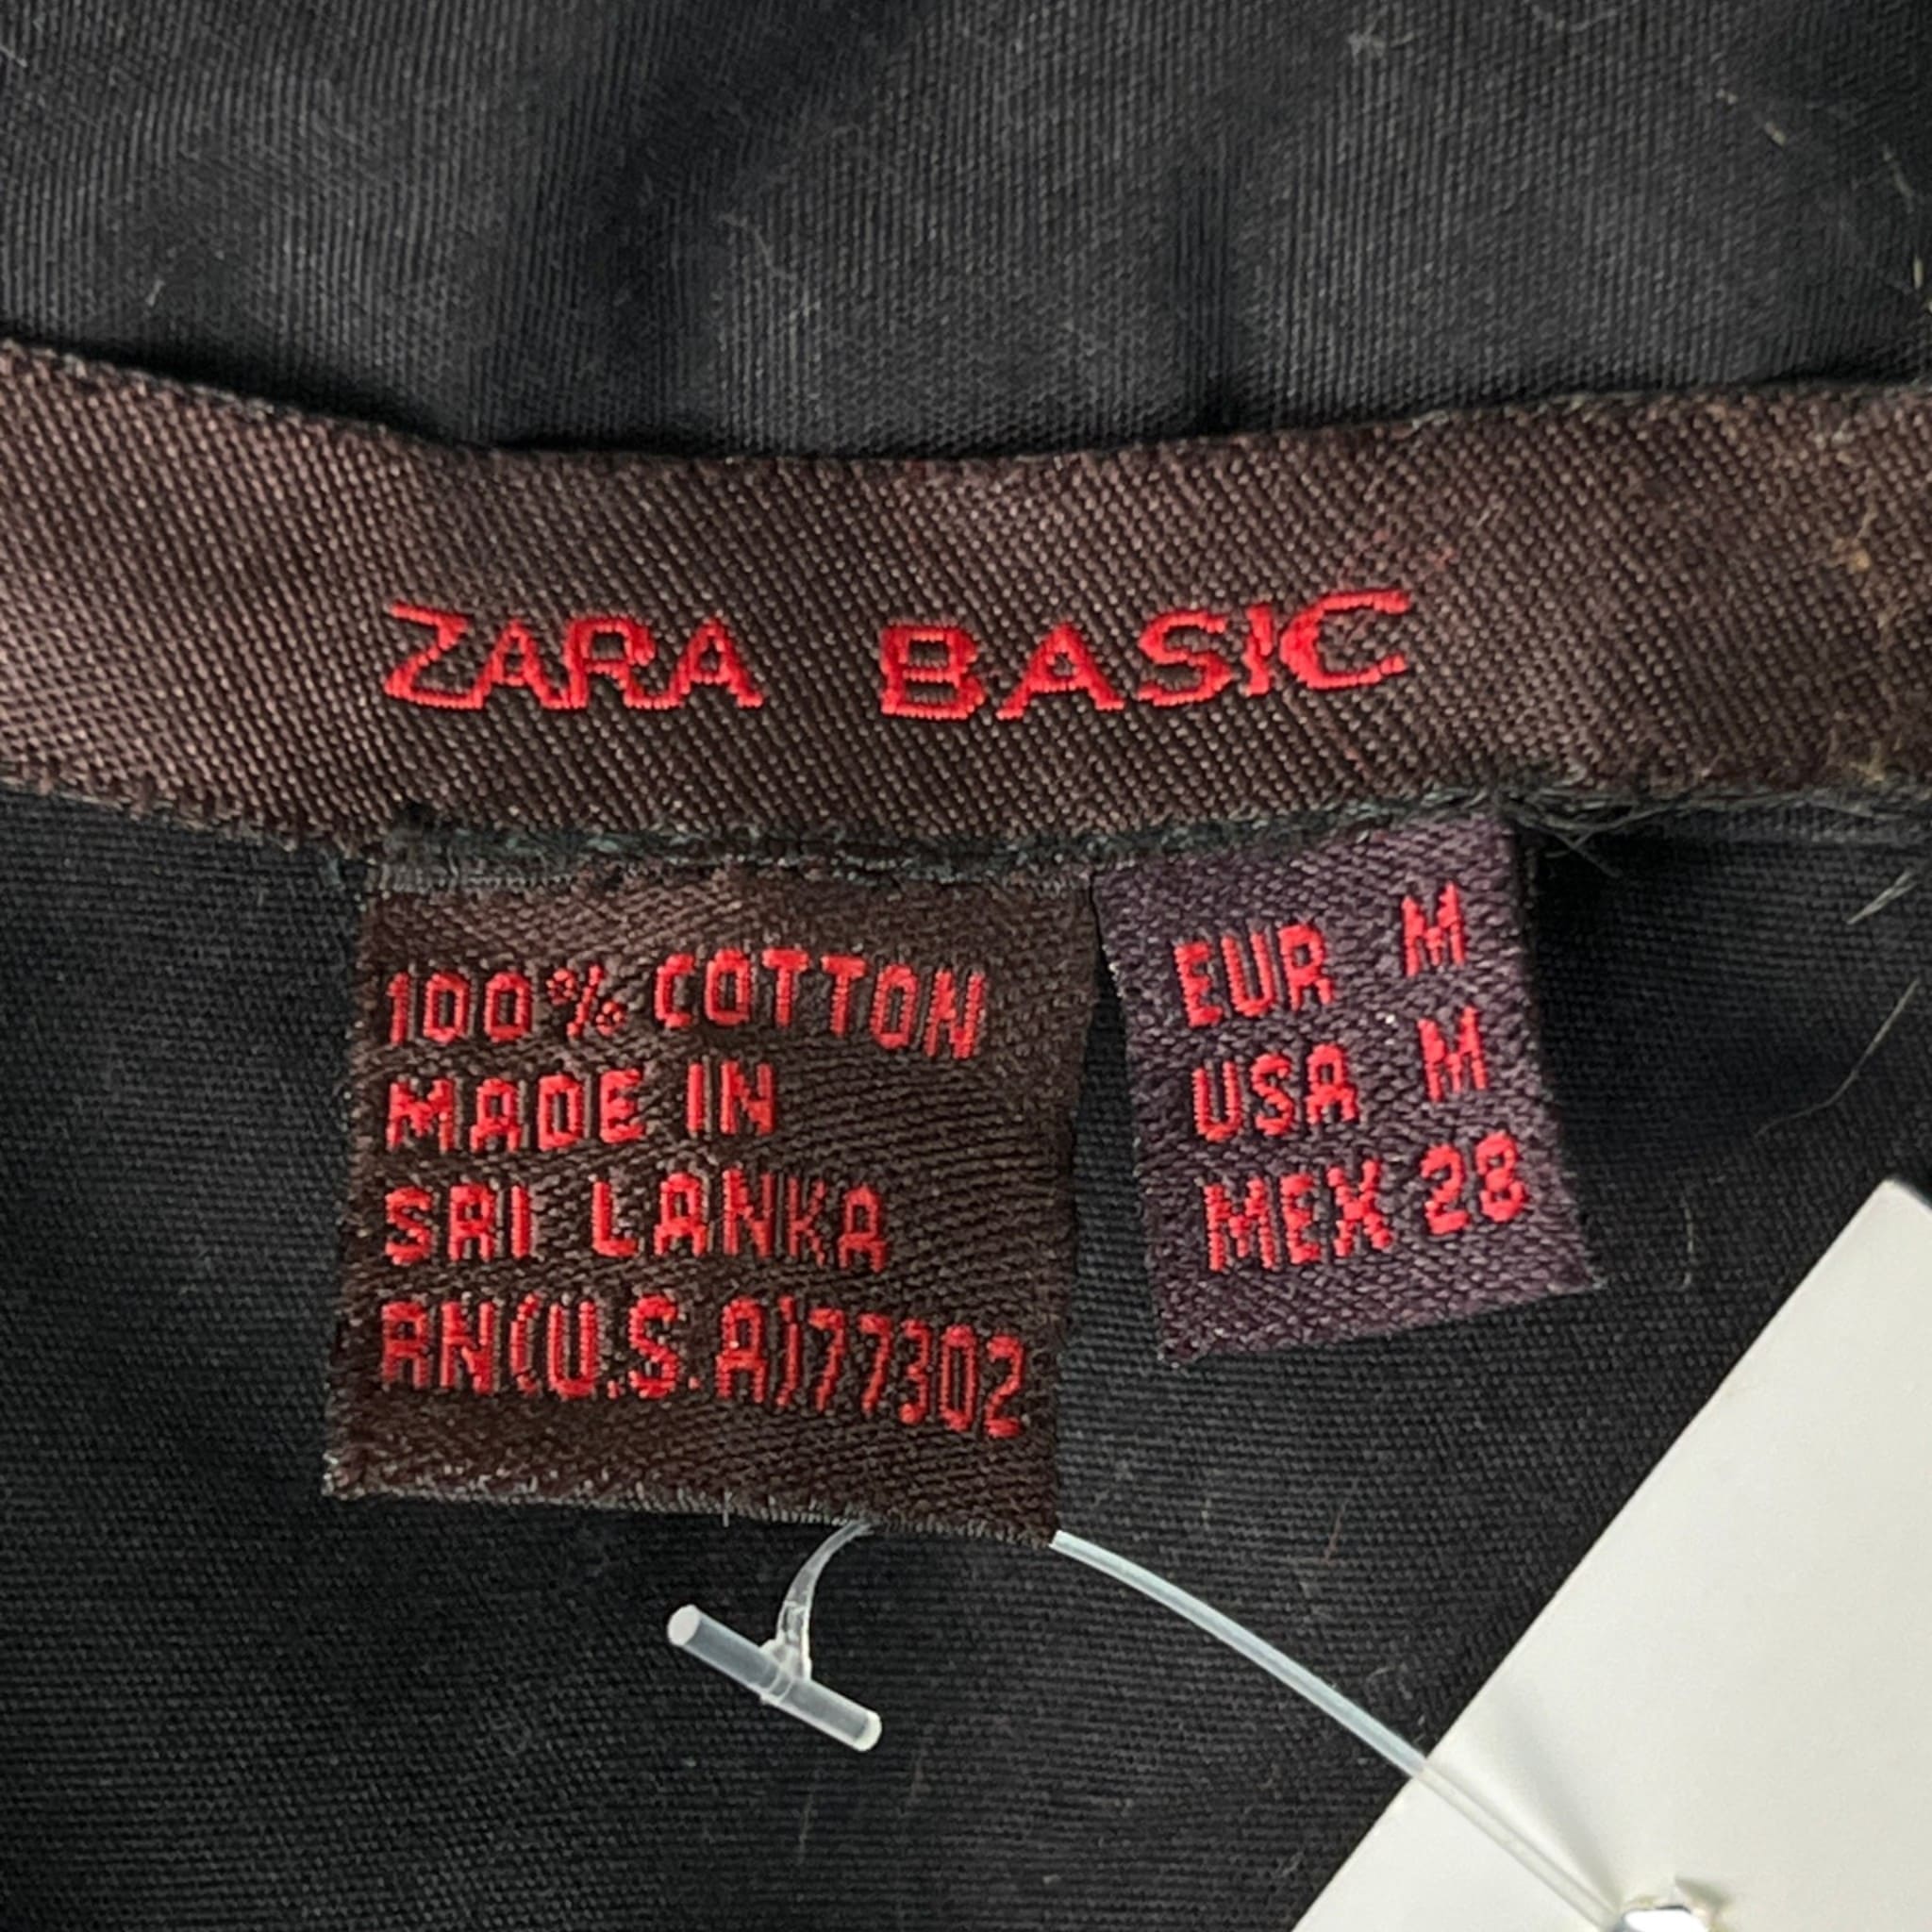 ZARA BASIC
100% COTTON
MADE IN
SRI LANKA
RN(U.S.A)77302
EUR M
USA M
MEX 28